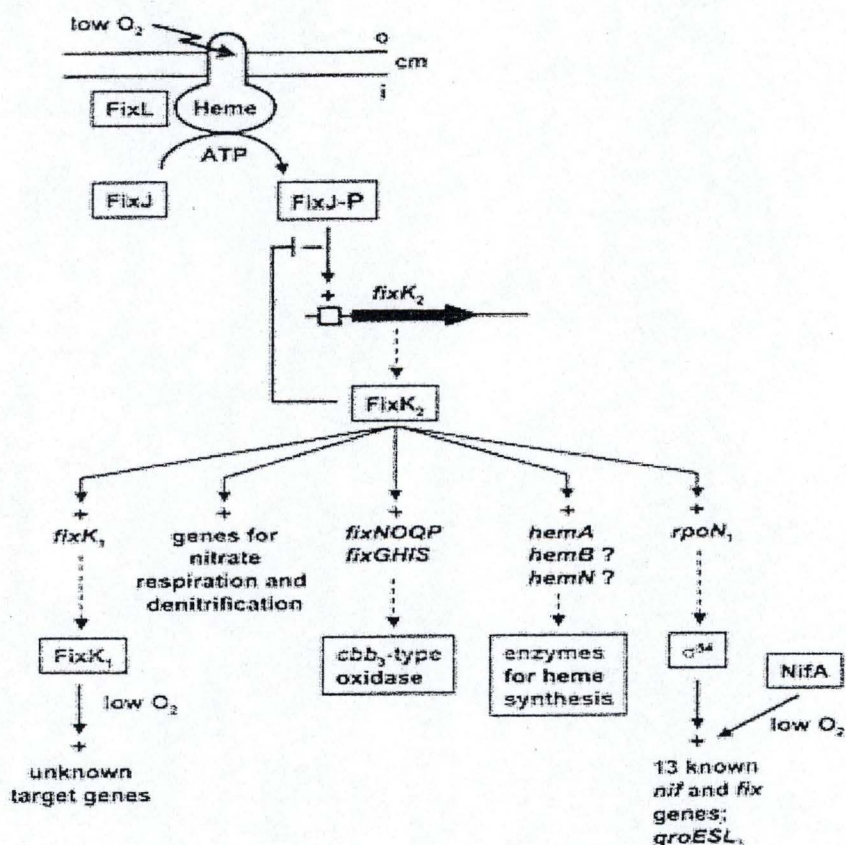 low O₂
o
cm
i
FixL
Heme
ATP
FixJ
FixJ-P
+
fixK₂
FixK₂
+ + + + +
fixK₁
genes for
nitrate
respiration and
denitrification
fixNOQP
fixGHIS
hemA
hemB ?
hemN ?
rpoN₁
FixK₁
cbb₃-type
oxidase
enzymes
for heme
synthesis
σ⁵⁴
NifA
low O₂
low O₂
+
+
unknown
target genes
13 known
nif and fix
genes;
groESL₃